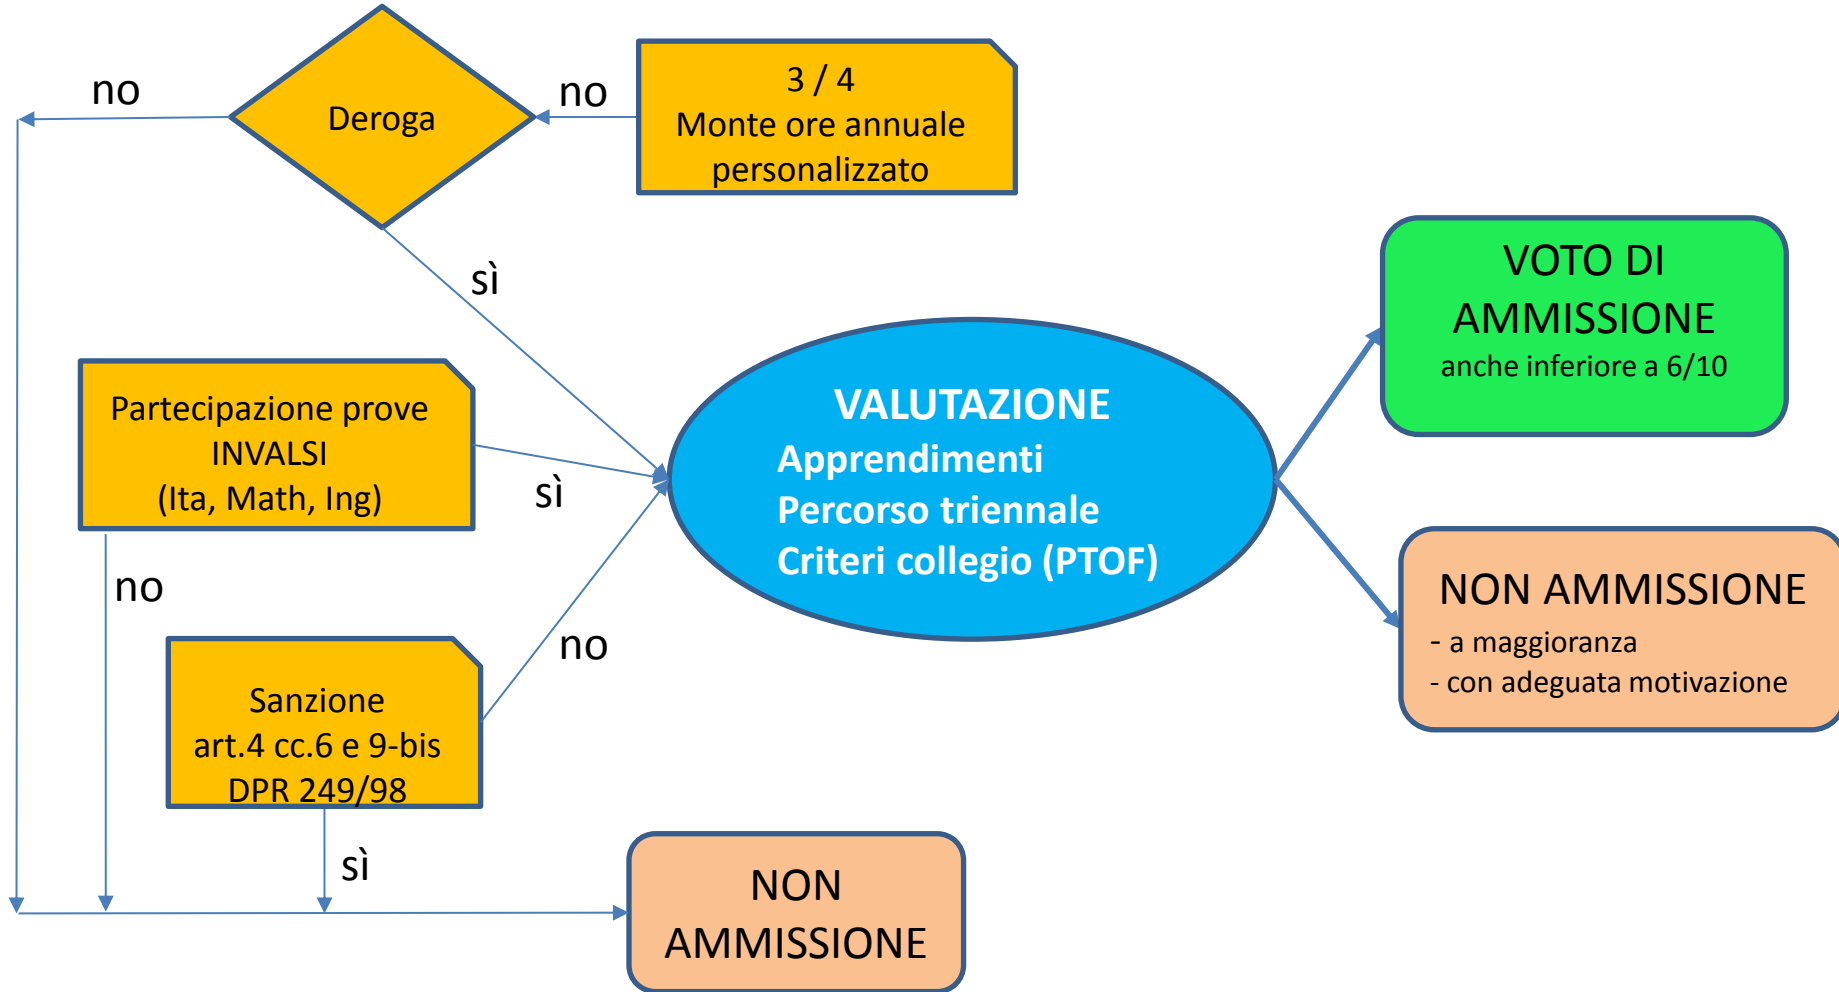 no
Deroga
no
3 / 4
Monte ore annuale
personalizzato
sì
VOTO DI
AMMISSIONE
anche inferiore a 6/10
Partecipazione prove
INVALSI
(Ita, Math, Ing)
sì
no
VALUTAZIONE
Apprendimenti
Percorso triennale
Criteri collegio (PTOF)
NON AMMISSIONE
- a maggioranza
- con adeguata motivazione
no
Sanzione
art.4 cc.6 e 9-bis
DPR 249/98
sì
NON
AMMISSIONE